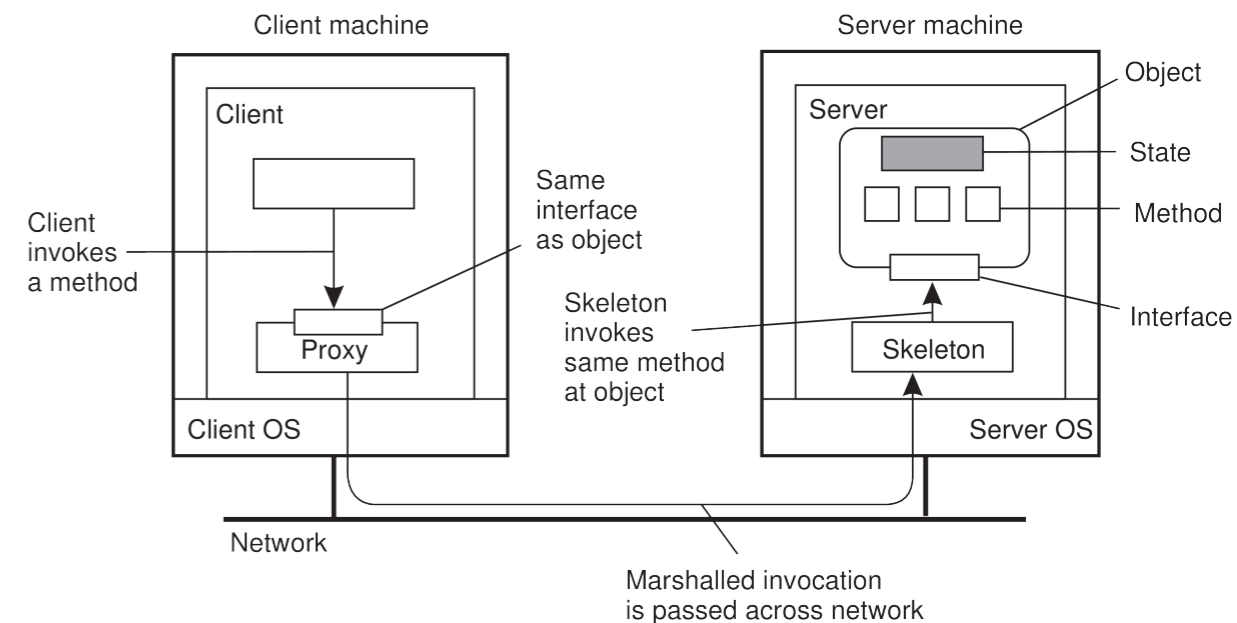 Client machine
Server machine
Client
Server
Object
State
Method
Same
interface
as object
Client
invokes
a method
Skeleton
invokes
same method
at object
Interface
Proxy
Skeleton
Client OS
Server OS
Network
Marshalled invocation
is passed across network